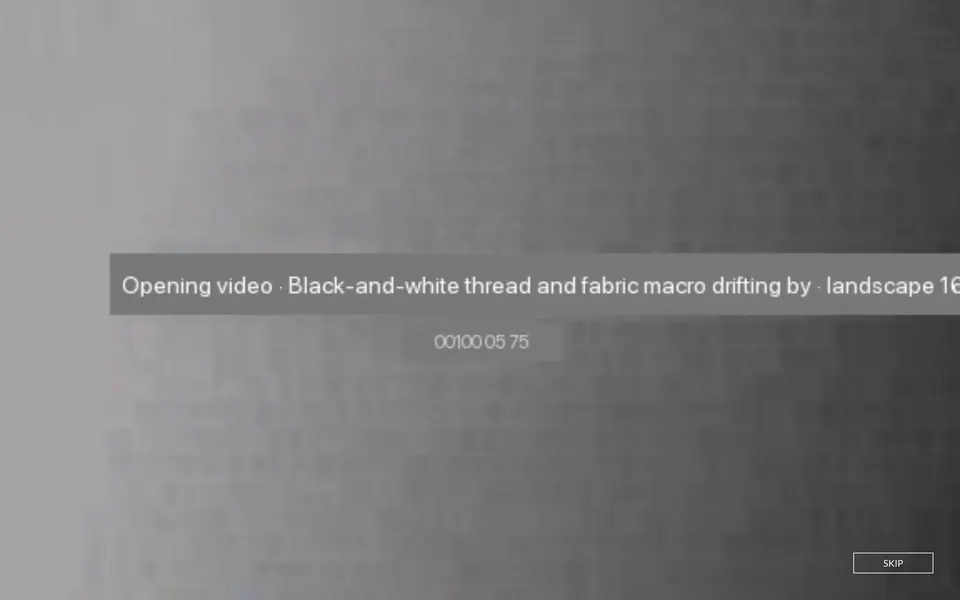 Opening video · Black-and-white thread and fabric macro drifting by · landscape 16
00100 05 75
SKIP